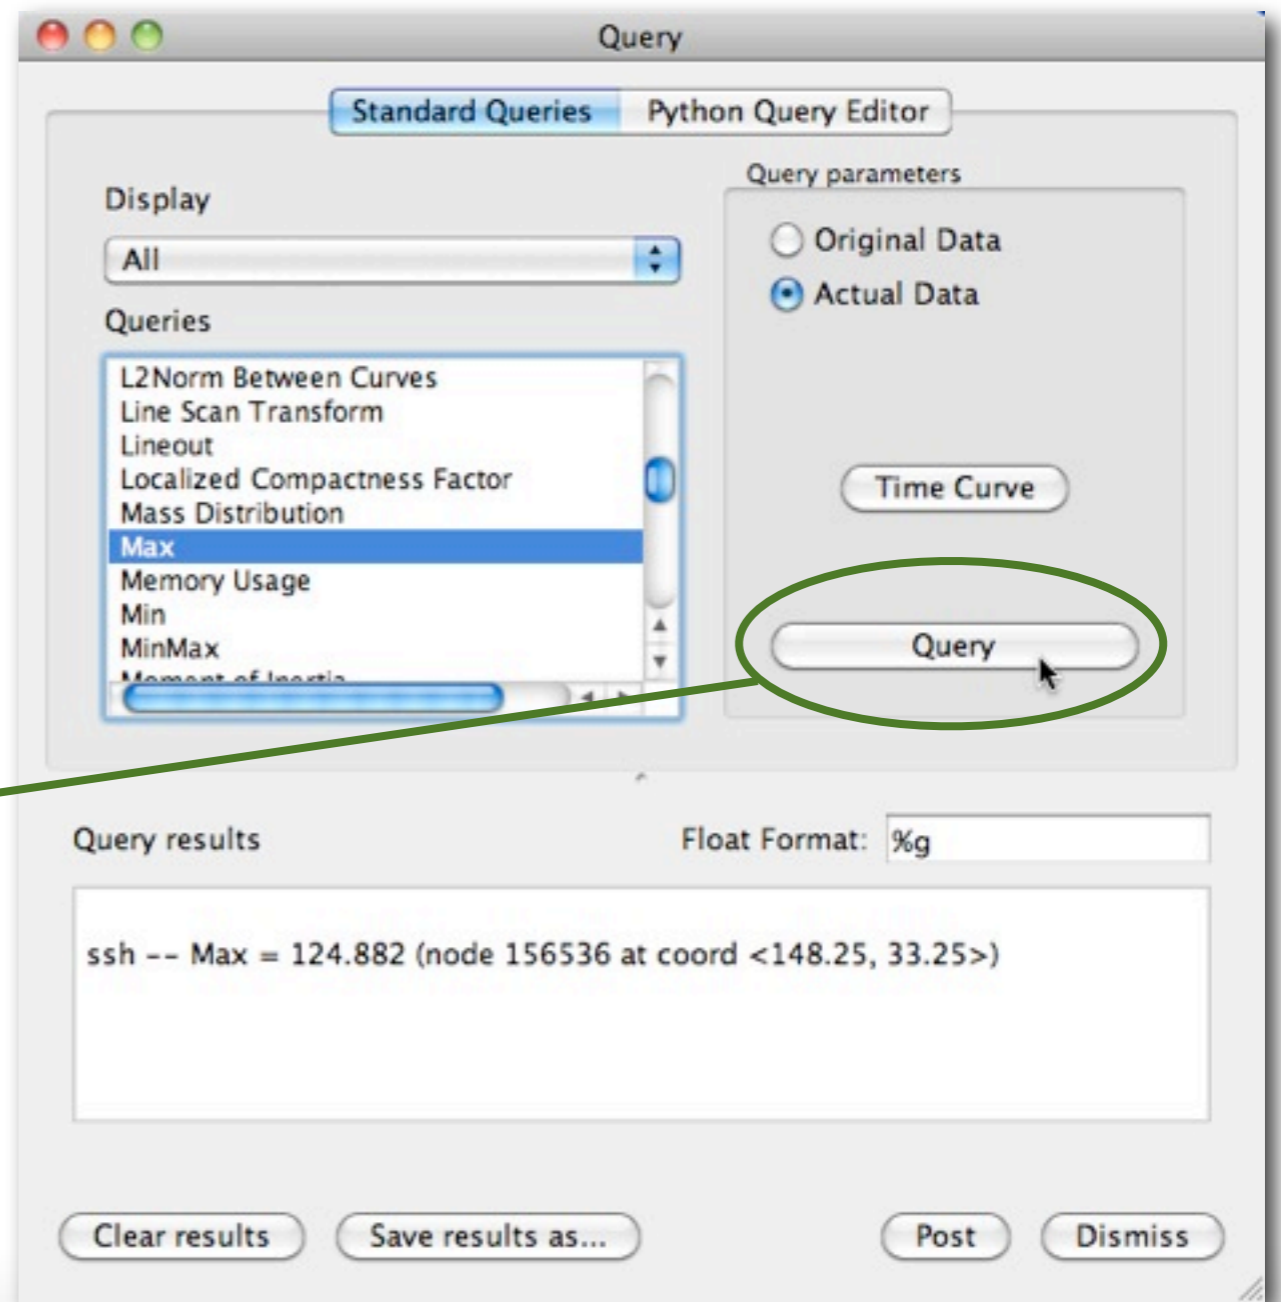 Query
Standard Queries
Python Query Editor
Display
All
Queries
L2Norm Between Curves
Line Scan Transform
Lineout
Localized Compactness Factor
Mass Distribution
Max
Memory Usage
Min
MinMax
Moment of Inertia
Query parameters
Original Data
Actual Data
Time Curve
Query
Query results
Float Format: %g
ssh -- Max = 124.882 (node 156536 at coord <148.25, 33.25>)
Clear results
Save results as...
Post
Dismiss